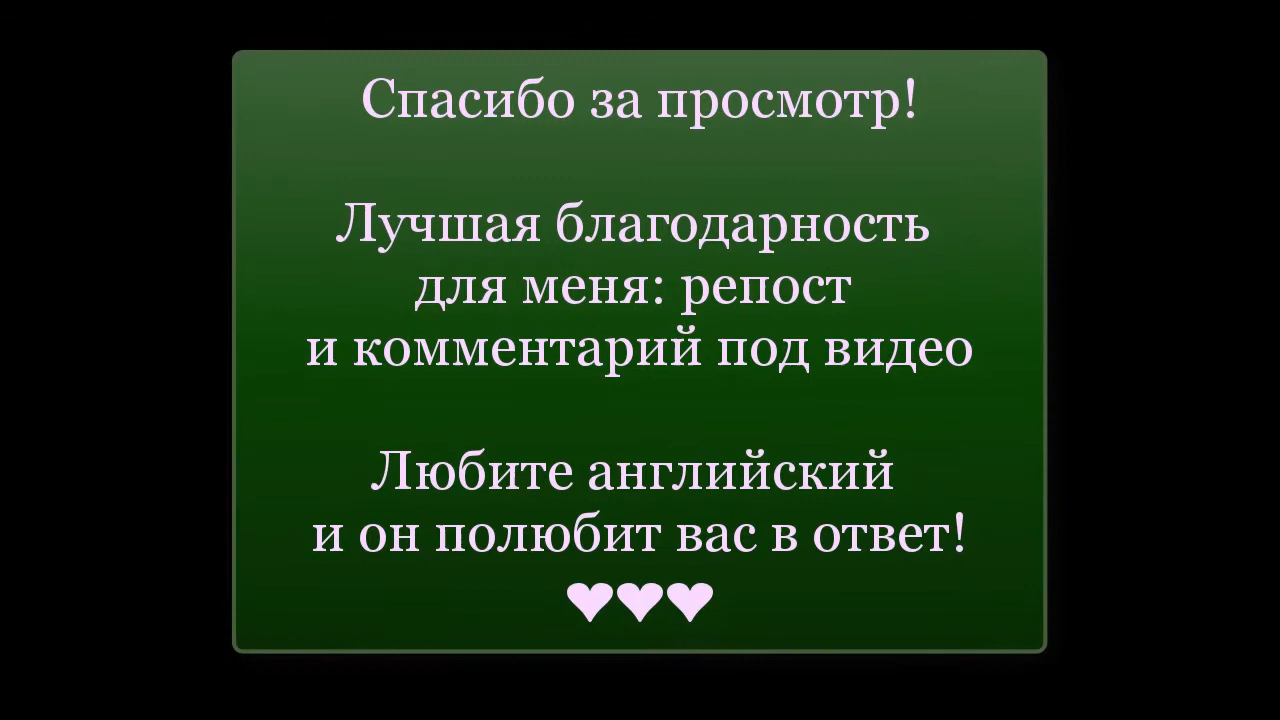 Спасибо за просмотр!
Лучшая благодарность
для меня: репост
и комментарий под видео
Любите английский
и он полюбит вас в ответ!
♥♥♥